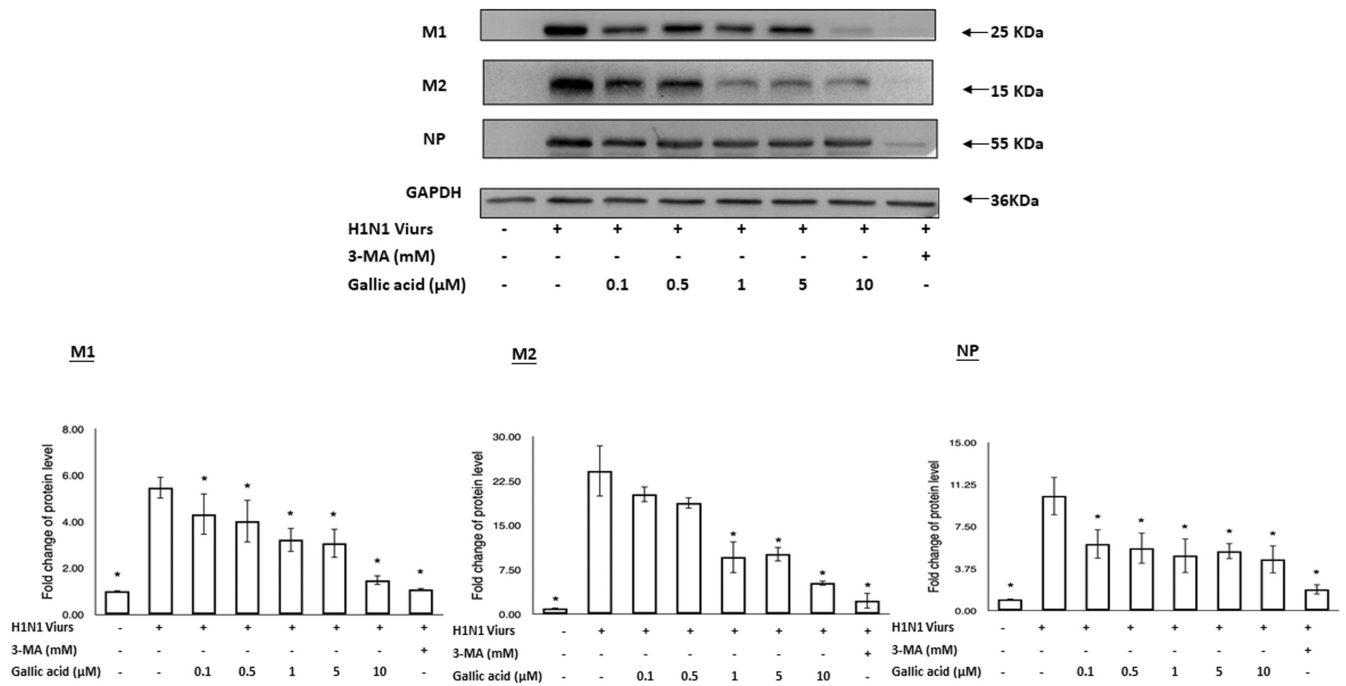 M1 25 KDa
M2 15 KDa
NP 55 KDa
GAPDH 36KDa
H1N1 Viurs - + + + + + + +
3-MA (mM) - - - - - - - +
Gallic acid (µM) - - 0.1 0.5 1 5 10 -
M1
Fold change of protein level
8.00
6.00
4.00
2.00
0.00
* * * * * * *
H1N1 Viurs - + + + + + + +
3-MA (mM) - - - - - - - +
Gallic acid (µM) - - 0.1 0.5 1 5 10 -
M2
Fold change of protein level
30.00
22.50
15.00
7.50
0.00
* * * * *
H1N1 Viurs - + + + + + + +
3-MA (mM) - - - - - - - +
Gallic acid (µM) - - 0.1 0.5 1 5 10 -
NP
Fold change of protein level
15.00
11.25
7.50
3.75
0.00
* * * * * * *
H1N1 Viurs - + + + + + + +
3-MA (mM) - - - - - - - +
Gallic acid (µM) - - 0.1 0.5 1 5 10 -